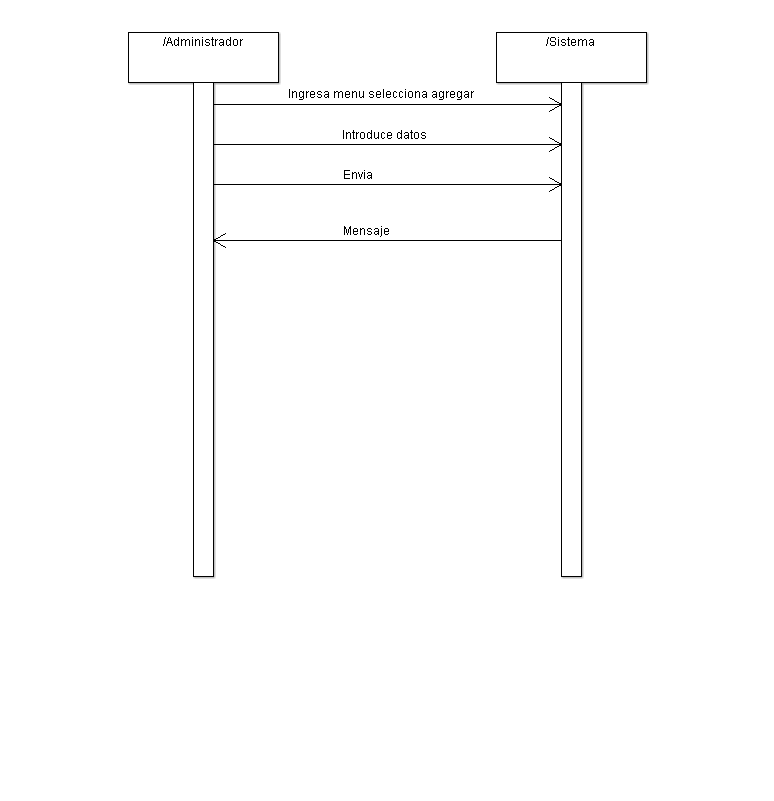 /Administrador
/Sistema
Ingresa menu selecciona agregar
Introduce datos
Envia
Mensaje